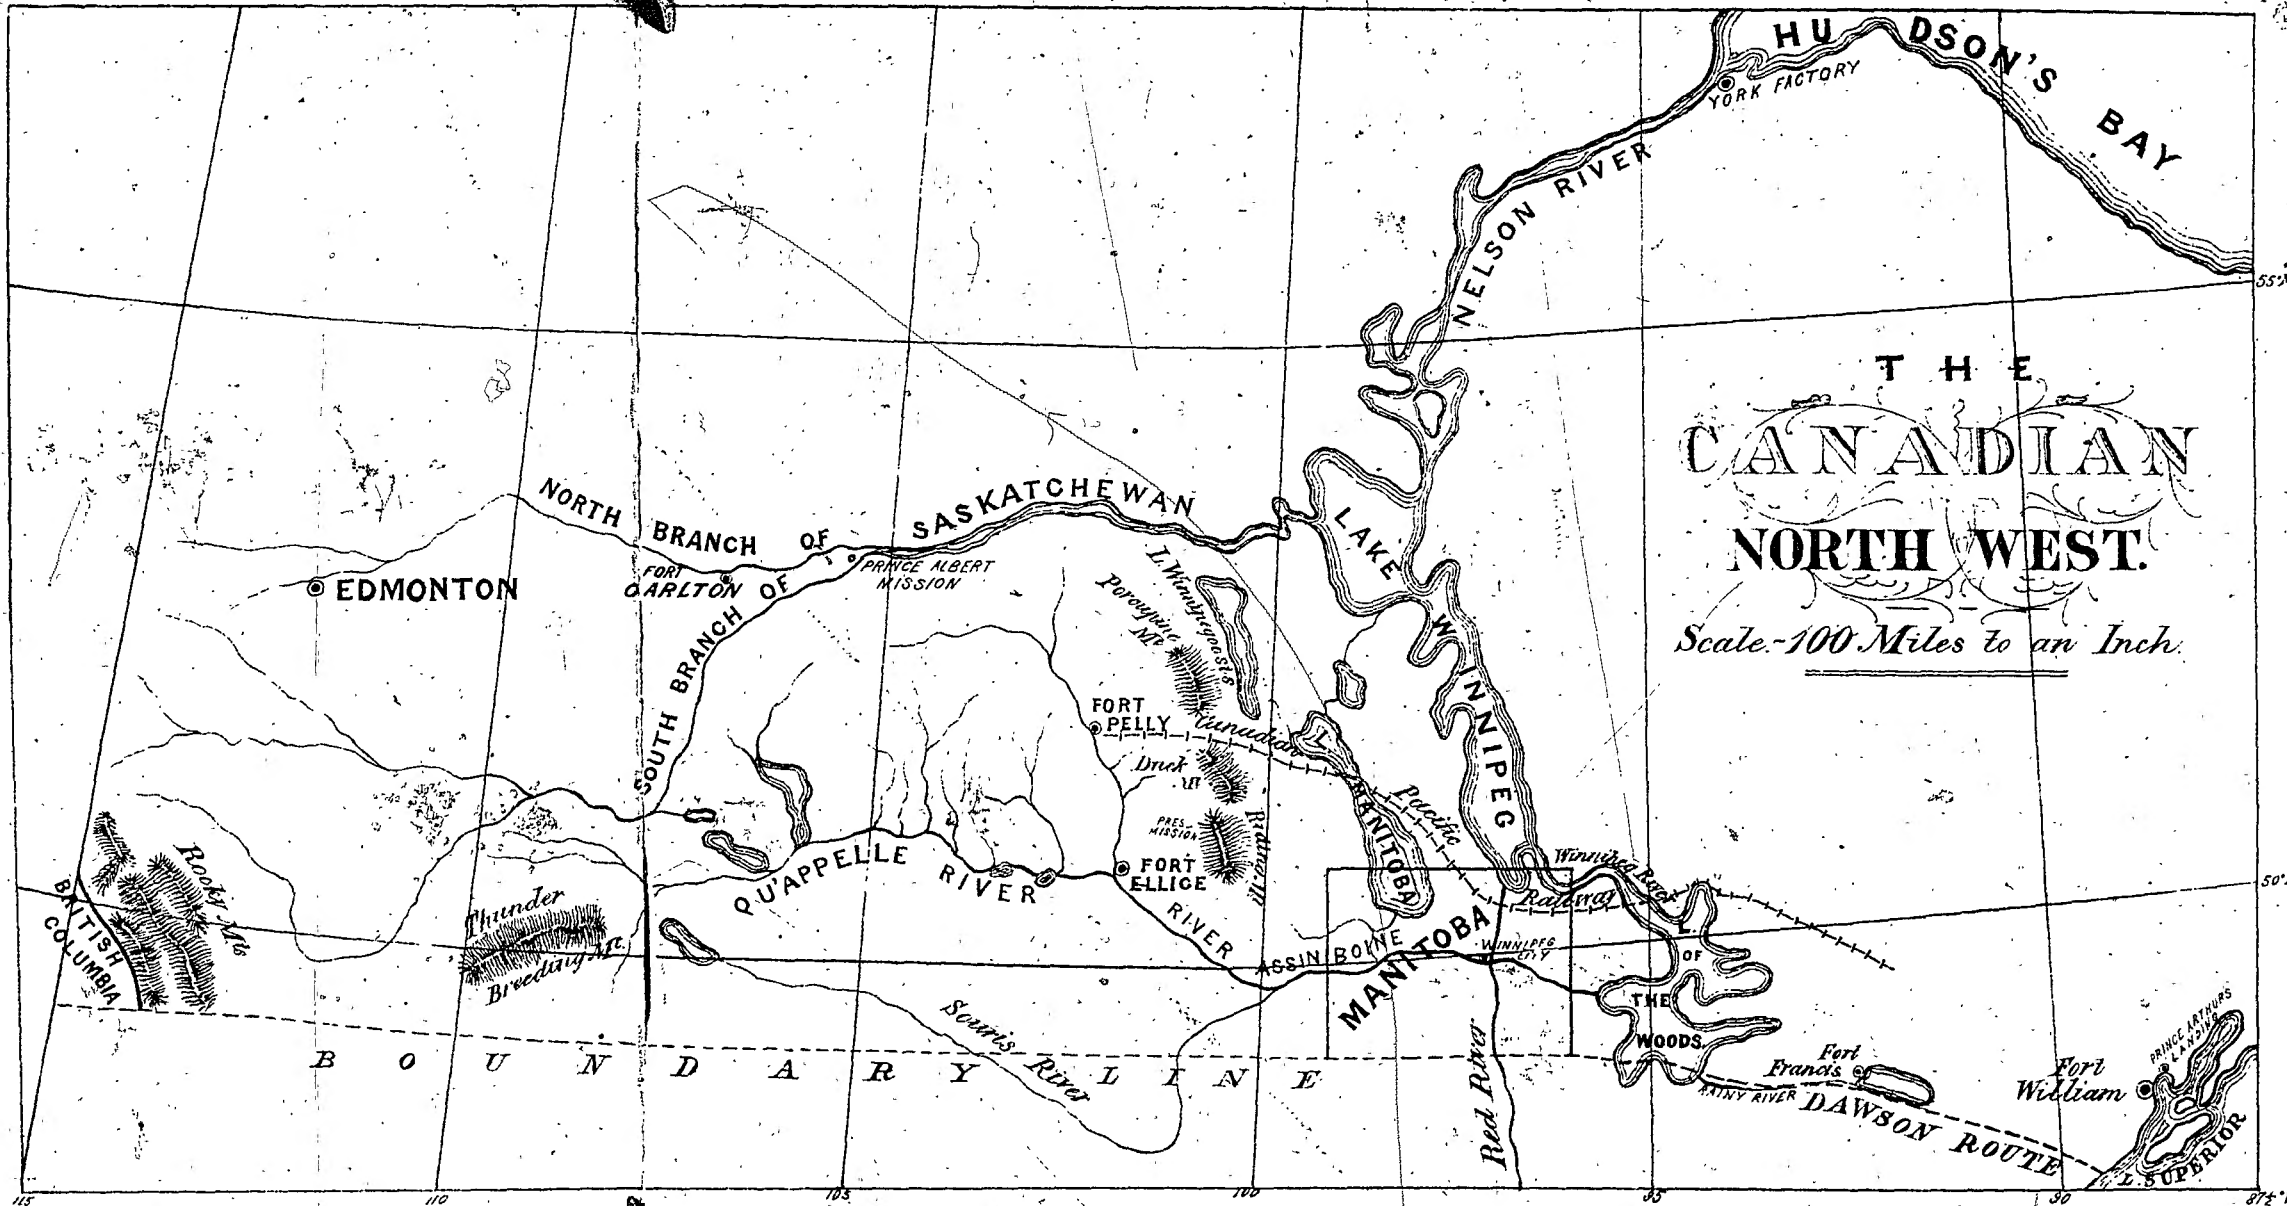 HUDSON'S BAY
YORK FACTORY
NELSON RIVER
55°
THE
CANADIAN
NORTH WEST.
Scale.~100 Miles to an Inch.
NORTH BRANCH OF SASKATCHEWAN
EDMONTON
FORT
CARLTON
PRINCE ALBERT
MISSION
SOUTH BRANCH OF
L. Winnipegoosis
Porcupine
Mt
LAKE WINNIPEG
FORT
PELLY
Canadian Pacific Railway
Duck
Mt
PRES.
MISSION
Riding Mt
L. MANITOBA
FORT
ELLICE
QU'APPELLE RIVER
Winnipeg River
50°
Rocky Mts
BRITISH
COLUMBIA
Thunder
Breeding Mt.
ASSINBOINE RIVER
MANITOBA
WINNIPEG
CITY
L.
OF
THE
WOODS.
Souris River
Red River
BOUNDARY LINE
Fort
Francis
RAINY RIVER
DAWSON ROUTE
Fort
William
PRINCE ARTHURS
LANDING
L. SUPERIOR
115
110
105
100
95
90
87½°